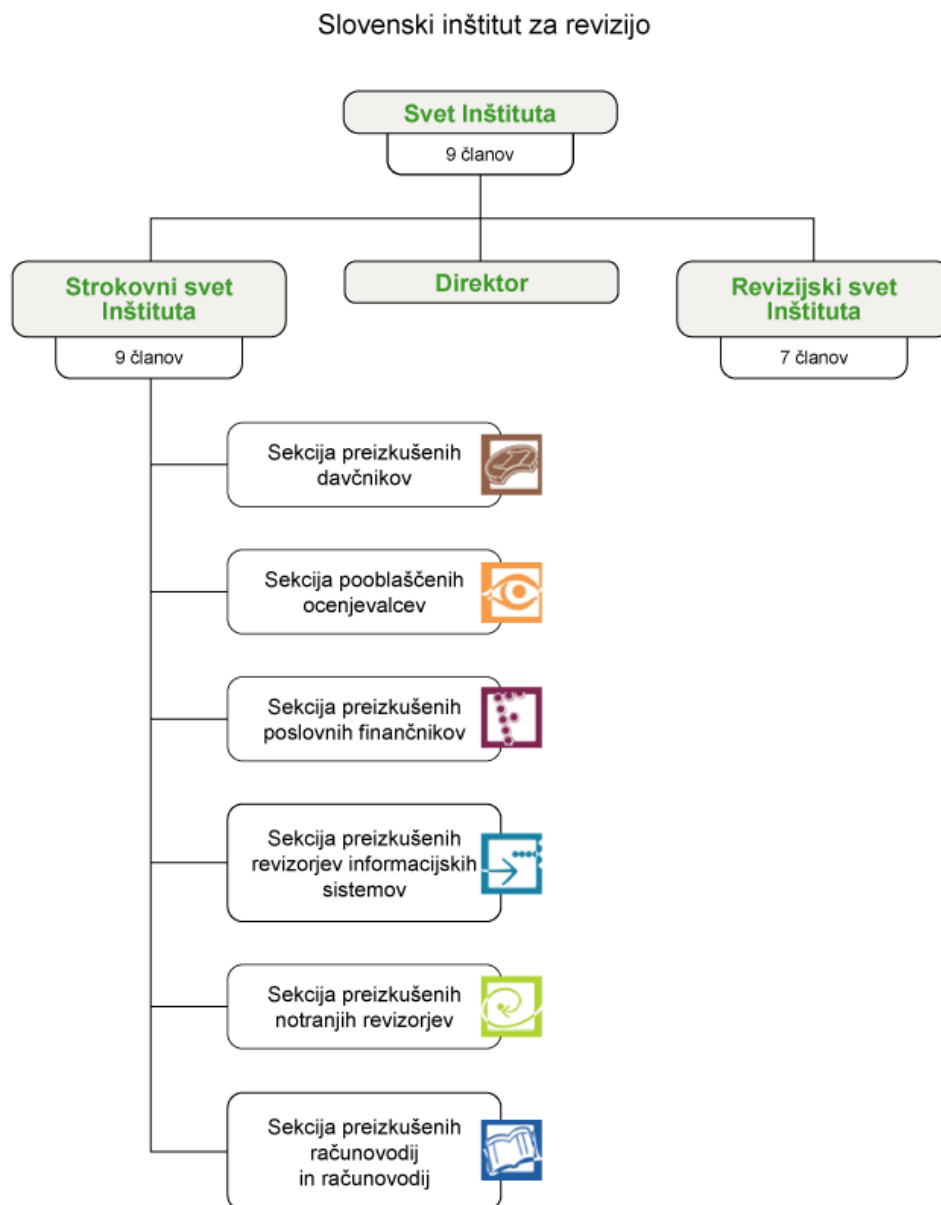 Slovenski inštitut za revizijo
Svet Inštituta
9 članov
Strokovni svet
Inštituta
9 članov
Direktor
Revizijski svet
Inštituta
7 članov
Sekcija preizkušenih
davčnikov
Sekcija pooblaščenih
ocenjevalcev
Sekcija preizkušenih
poslovnih finančnikov
Sekcija preizkušenih
revizorjev informacijskih
sistemov
Sekcija preizkušenih
notranjih revizorjev
Sekcija preizkušenih
računovodij
in računovodij